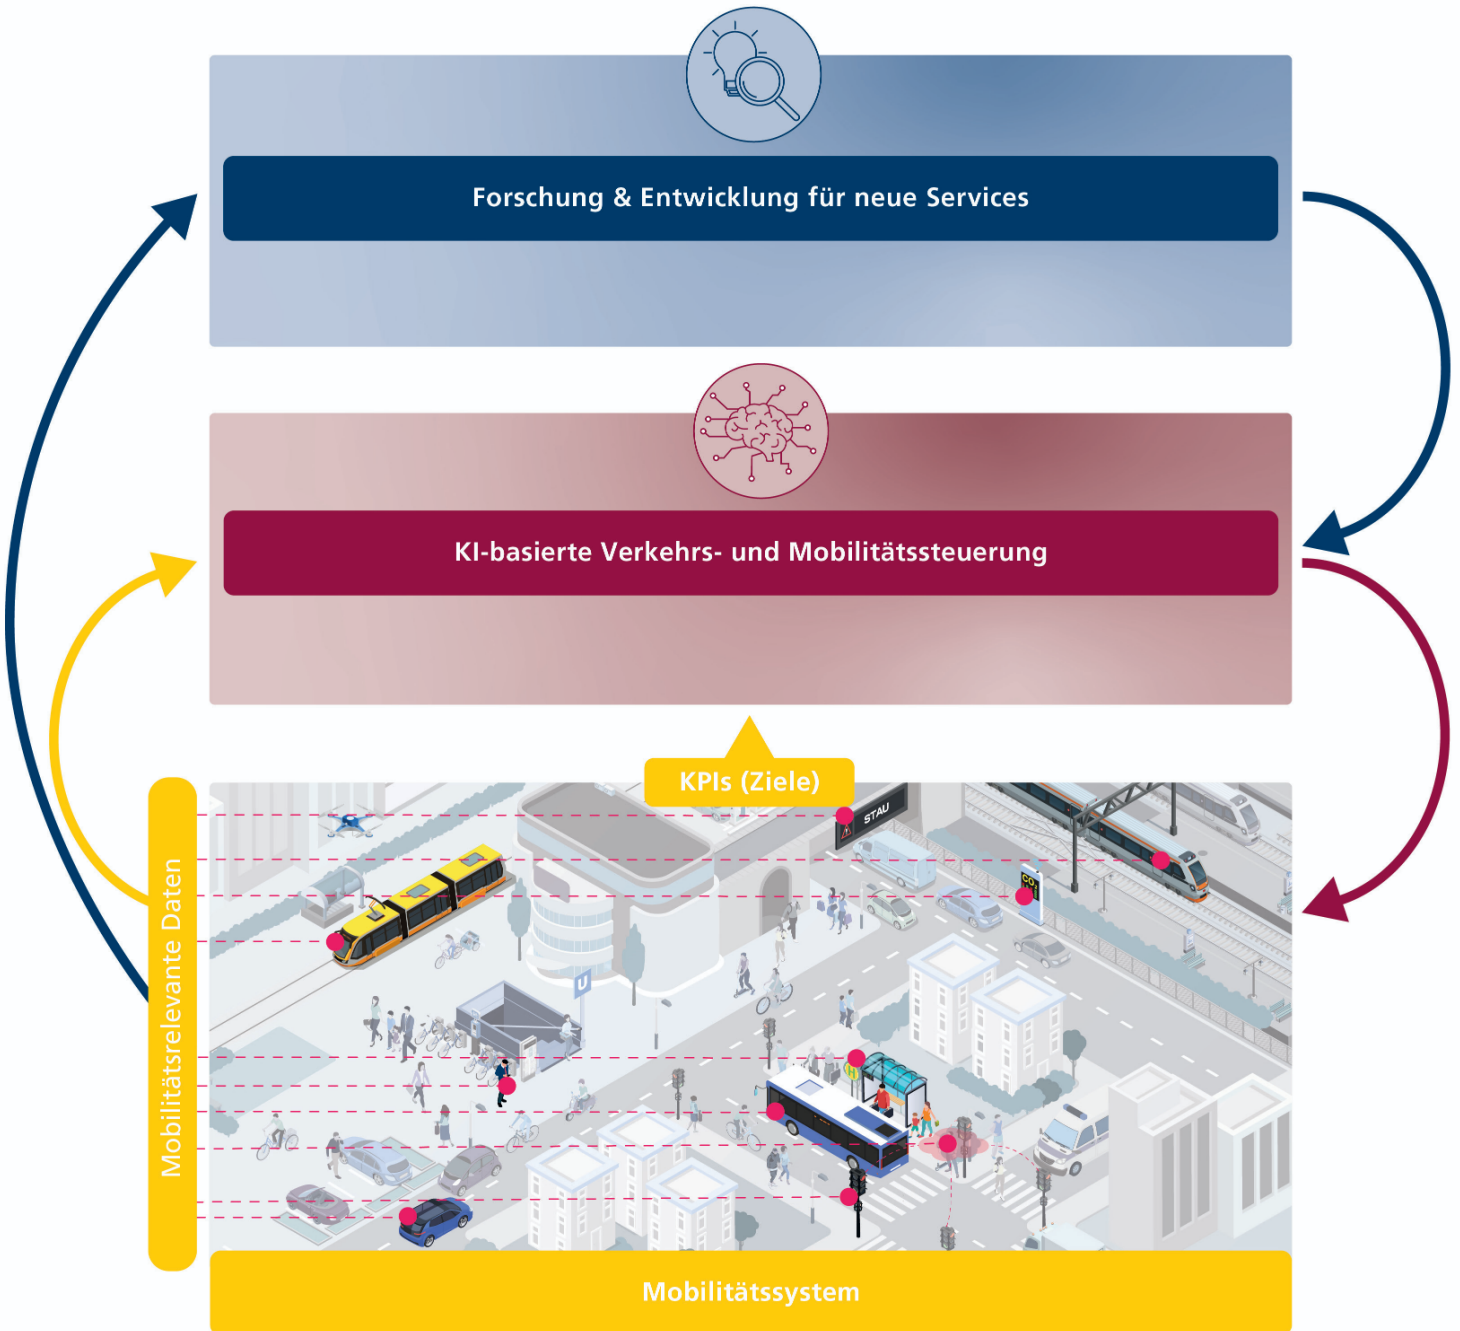 Forschung & Entwicklung für neue Services
KI-basierte Verkehrs- und Mobilitätssteuerung
KPIs (Ziele)
Mobilitätsrelevante Daten
STAU
CO₂
U
H
Mobilitätssystem